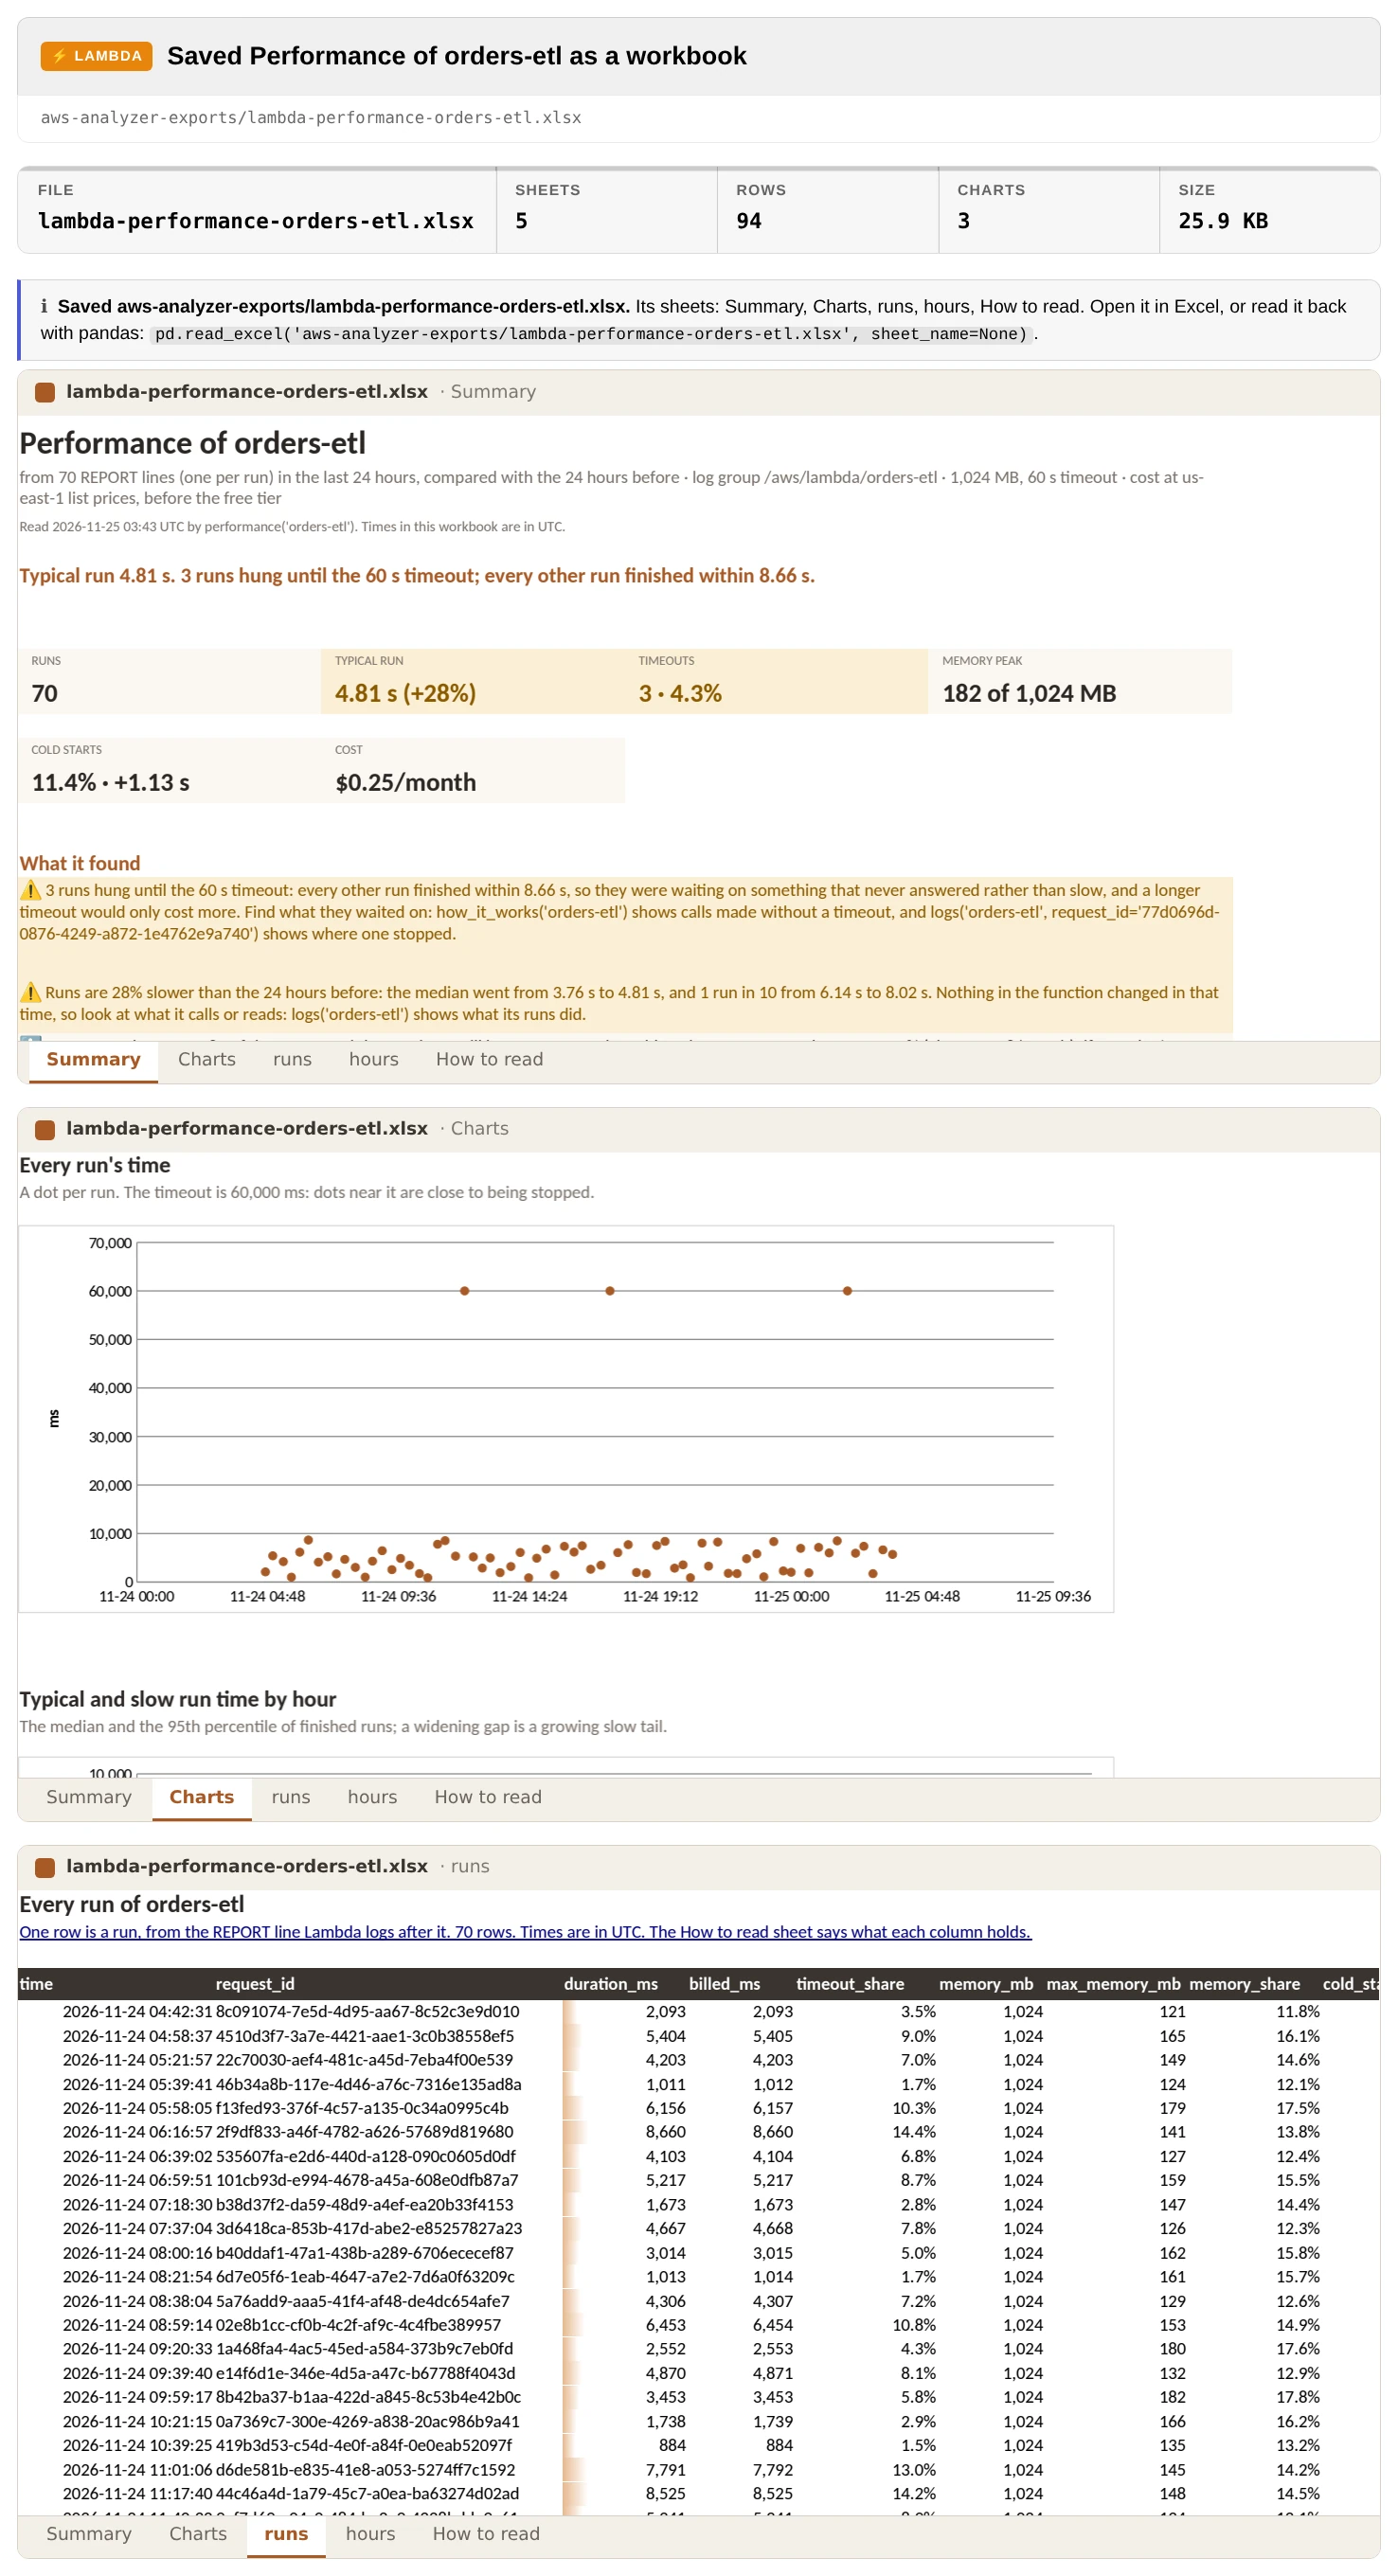 ⚡ LAMBDA Saved Performance of orders-etl as a workbook
aws-analyzer-exports/lambda-performance-orders-etl.xlsx
FILE SHEETS ROWS CHARTS SIZE
lambda-performance-orders-etl.xlsx 5 94 3 25.9 KB
ℹ Saved aws-analyzer-exports/lambda-performance-orders-etl.xlsx. Its sheets: Summary, Charts, runs, hours, How to read. Open it in Excel, or read it back
with pandas: pd.read_excel('aws-analyzer-exports/lambda-performance-orders-etl.xlsx', sheet_name=None).
lambda-performance-orders-etl.xlsx · Summary
Performance of orders-etl
from 70 REPORT lines (one per run) in the last 24 hours, compared with the 24 hours before · log group /aws/lambda/orders-etl · 1,024 MB, 60 s timeout · cost at us-
east-1 list prices, before the free tier
Read 2026-11-25 03:43 UTC by performance('orders-etl'). Times in this workbook are in UTC.
Typical run 4.81 s. 3 runs hung until the 60 s timeout; every other run finished within 8.66 s.
RUNS TYPICAL RUN TIMEOUTS MEMORY PEAK
70 4.81 s (+28%) 3 · 4.3% 182 of 1,024 MB
COLD STARTS COST
11.4% · +1.13 s $0.25/month
What it found
⚠ 3 runs hung until the 60 s timeout: every other run finished within 8.66 s, so they were waiting on something that never answered rather than slow, and a longer
timeout would only cost more. Find what they waited on: how_it_works('orders-etl') shows calls made without a timeout, and logs('orders-etl', request_id='77d0696d-
0876-4249-a872-1e4762e9a740') shows where one stopped.
⚠ Runs are 28% slower than the 24 hours before: the median went from 3.76 s to 4.81 s, and 1 run in 10 from 6.14 s to 8.02 s. Nothing in the function changed in that
time, so look at what it calls or reads: logs('orders-etl') shows what its runs did.
Summary Charts runs hours How to read
lambda-performance-orders-etl.xlsx · Charts
Every run's time
A dot per run. The timeout is 60,000 ms: dots near it are close to being stopped.
70,000
60,000
50,000
40,000
ms
30,000
20,000
10,000
0
11-24 00:00 11-24 04:48 11-24 09:36 11-24 14:24 11-24 19:12 11-25 00:00 11-25 04:48 11-25 09:36
Typical and slow run time by hour
The median and the 95th percentile of finished runs; a widening gap is a growing slow tail.
10,000
Summary Charts runs hours How to read
lambda-performance-orders-etl.xlsx · runs
Every run of orders-etl
One row is a run, from the REPORT line Lambda logs after it. 70 rows. Times are in UTC. The How to read sheet says what each column holds.
time request_id duration_ms billed_ms timeout_share memory_mb max_memory_mb memory_share
2026-11-24 04:42:31 8c091074-7e5d-4d95-aa67-8c52c3e9d010 2,093 2,093 3.5% 1,024 121 11.8%
2026-11-24 04:58:37 4510d3f7-3a7e-4421-aae1-3c0b38558ef5 5,404 5,405 9.0% 1,024 165 16.1%
2026-11-24 05:21:57 22c70030-aef4-481c-a45d-7eba4f00e539 4,203 4,203 7.0% 1,024 149 14.6%
2026-11-24 05:39:41 46b34a8b-117e-4d46-a76c-7316e135ad8a 1,011 1,012 1.7% 1,024 124 12.1%
2026-11-24 05:58:05 f13fed93-376f-4c57-a135-0c34a0995c4b 6,156 6,157 10.3% 1,024 179 17.5%
2026-11-24 06:16:57 2f9df833-a46f-4782-a626-57689d819680 8,660 8,660 14.4% 1,024 141 13.8%
2026-11-24 06:39:02 535607fa-e2d6-440d-a128-090c0605d0df 4,103 4,104 6.8% 1,024 127 12.4%
2026-11-24 06:59:51 101cb93d-e994-4678-a45a-608e0dfb87a7 5,217 5,217 8.7% 1,024 159 15.5%
2026-11-24 07:18:30 b38d37f2-da59-48d9-a4ef-ea20b33f4153 1,673 1,673 2.8% 1,024 147 14.4%
2026-11-24 07:37:04 3d6418ca-853b-417d-abe2-e85257827a23 4,667 4,668 7.8% 1,024 126 12.3%
2026-11-24 08:00:16 b40ddaf1-47a1-438b-a289-6706ececef87 3,014 3,015 5.0% 1,024 162 15.8%
2026-11-24 08:21:54 6d7e05f6-1eab-4647-a7e2-7d6a0f63209c 1,013 1,014 1.7% 1,024 161 15.7%
2026-11-24 08:38:04 5a76add9-aaa5-41f4-af48-de4dc654afe7 4,306 4,307 7.2% 1,024 129 12.6%
2026-11-24 08:59:14 02e8b1cc-cf0b-4c2f-af9c-4c4fbe389957 6,453 6,454 10.8% 1,024 153 14.9%
2026-11-24 09:20:33 1a468fa4-4ac5-45ed-a584-373b9c7eb0fd 2,552 2,553 4.3% 1,024 180 17.6%
2026-11-24 09:39:40 e14f6d1e-346e-4d5a-a47c-b67788f4043d 4,870 4,871 8.1% 1,024 132 12.9%
2026-11-24 09:59:17 8b42ba37-b1aa-422d-a845-8c53b4e42b0c 3,453 3,453 5.8% 1,024 182 17.8%
2026-11-24 10:21:15 0a7369c7-300e-4269-a838-20ac986b9a41 1,738 1,739 2.9% 1,024 166 16.2%
2026-11-24 10:39:25 419b3d53-c54d-4e0f-a84f-0e0eab52097f 884 884 1.5% 1,024 135 13.2%
2026-11-24 11:01:06 d6de581b-e835-41e8-a053-5274ff7c1592 7,791 7,792 13.0% 1,024 145 14.2%
2026-11-24 11:17:40 44c46a4d-1a79-45c7-a0ea-ba63274d02ad 8,525 8,525 14.2% 1,024 148 14.5%
Summary Charts runs hours How to read